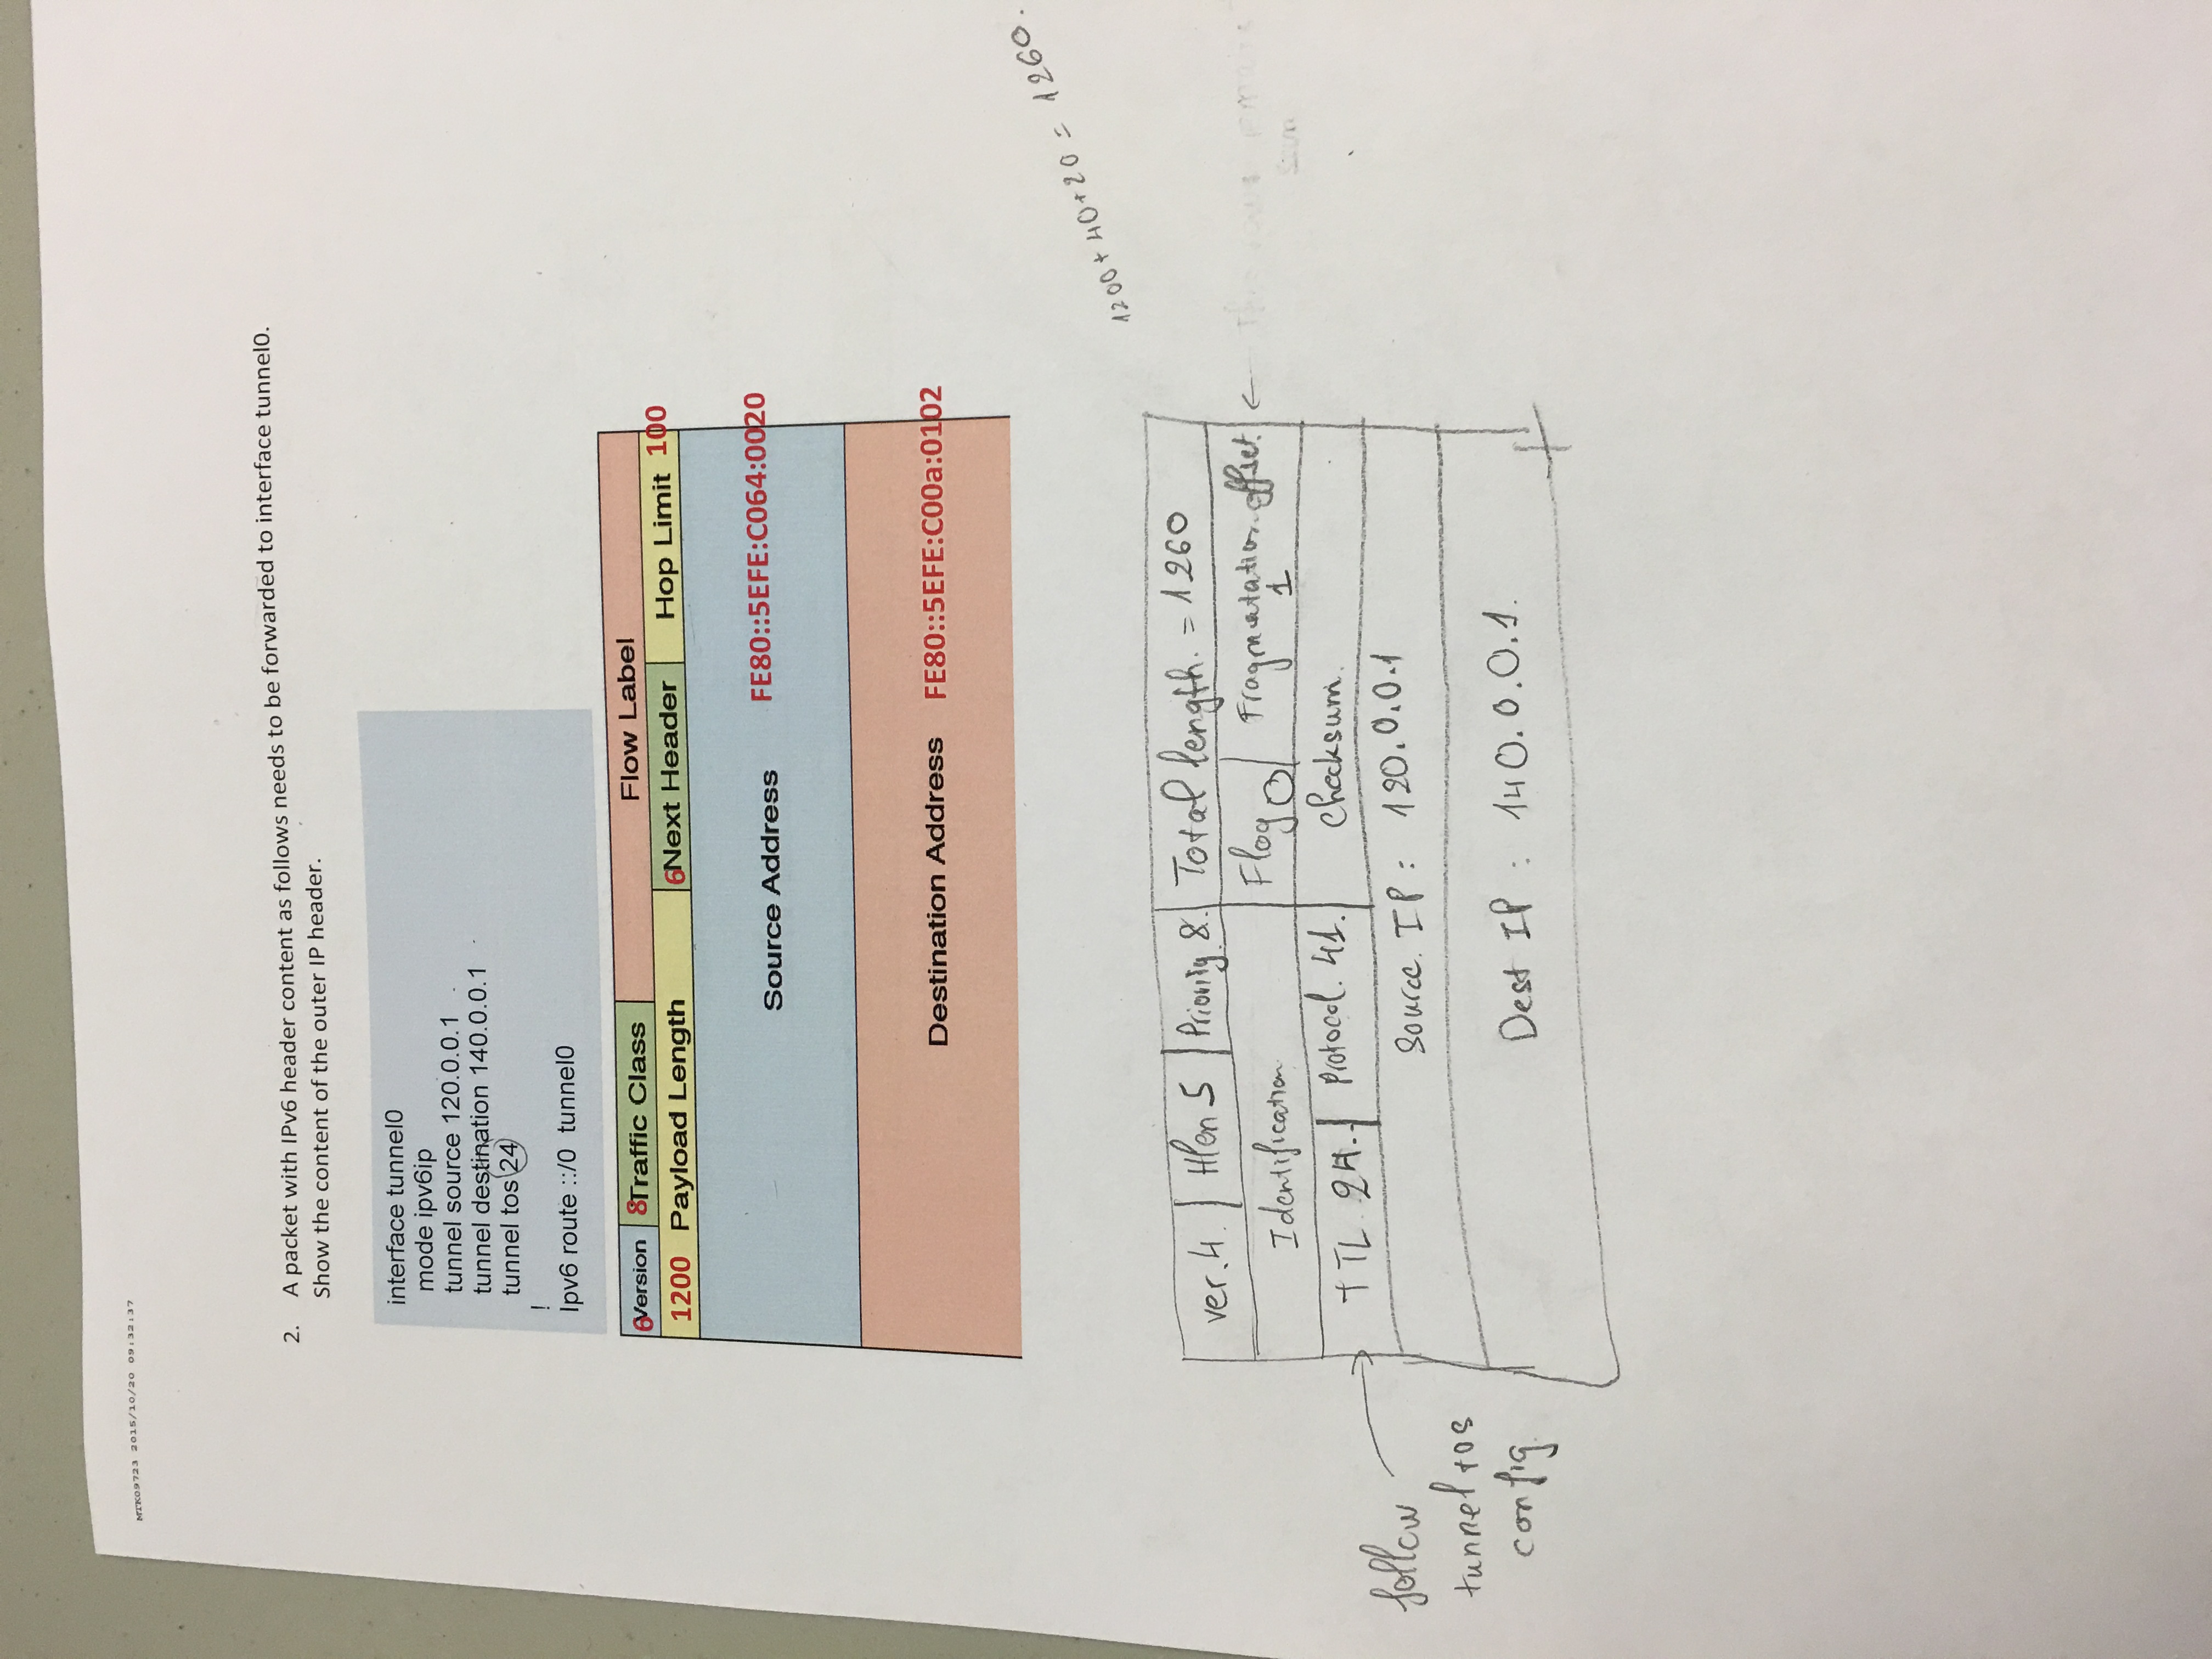 MTK09723 2015/10/20 09:32:37
2. A packet with IPv6 header content as follows needs to be forwarded to interface tunnel0.
Show the content of the outer IP header.
interface tunnel0
mode ipv6ip
tunnel source 120.0.0.1
tunnel destination 140.0.0.1
tunnel tos 24
!
Ipv6 route ::/0 tunnel0
6 Version 8 Traffic Class Flow Label
1200 Payload Length 6 Next Header Hop Limit 100
Source Address FE80::5EFE:C064:0020
Destination Address FE80::5EFE:C00a:0102
1200 + 40 + 20 = 1260.
ver. 4. Hlen 5 Priority 8. Total length. = 1260
Identification Flag 0 Fragmentation offset. 1 ←
TTL 24. Protocol. 41. Checksum.
follow
tunnel tos
config
Source. IP : 120.0.0.1
Dest IP : 140.0.0.1.